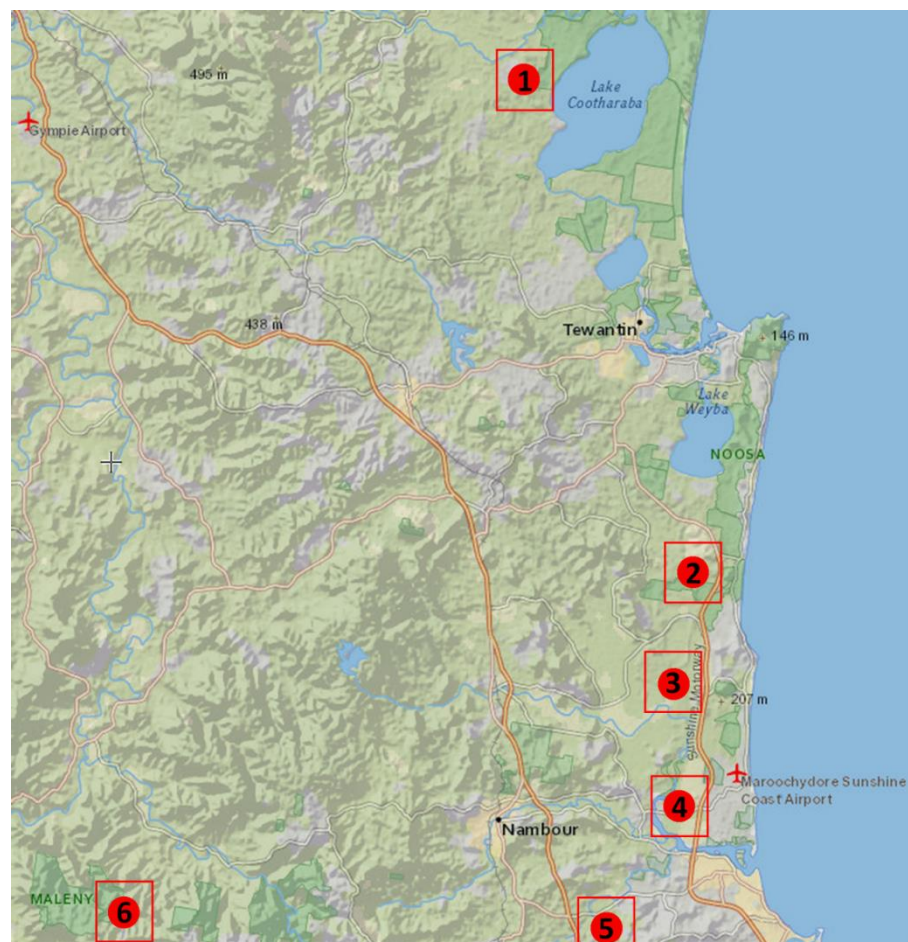 1
495 m
Lake
Cootharaba
Gympie Airport
438 m
Tewantin
146 m
Lake
Weyba
NOOSA
2
3
Sunshine Motorway
207 m
Maroochydore Sunshine
Coast Airport
4
Nambour
MALENY
6
5